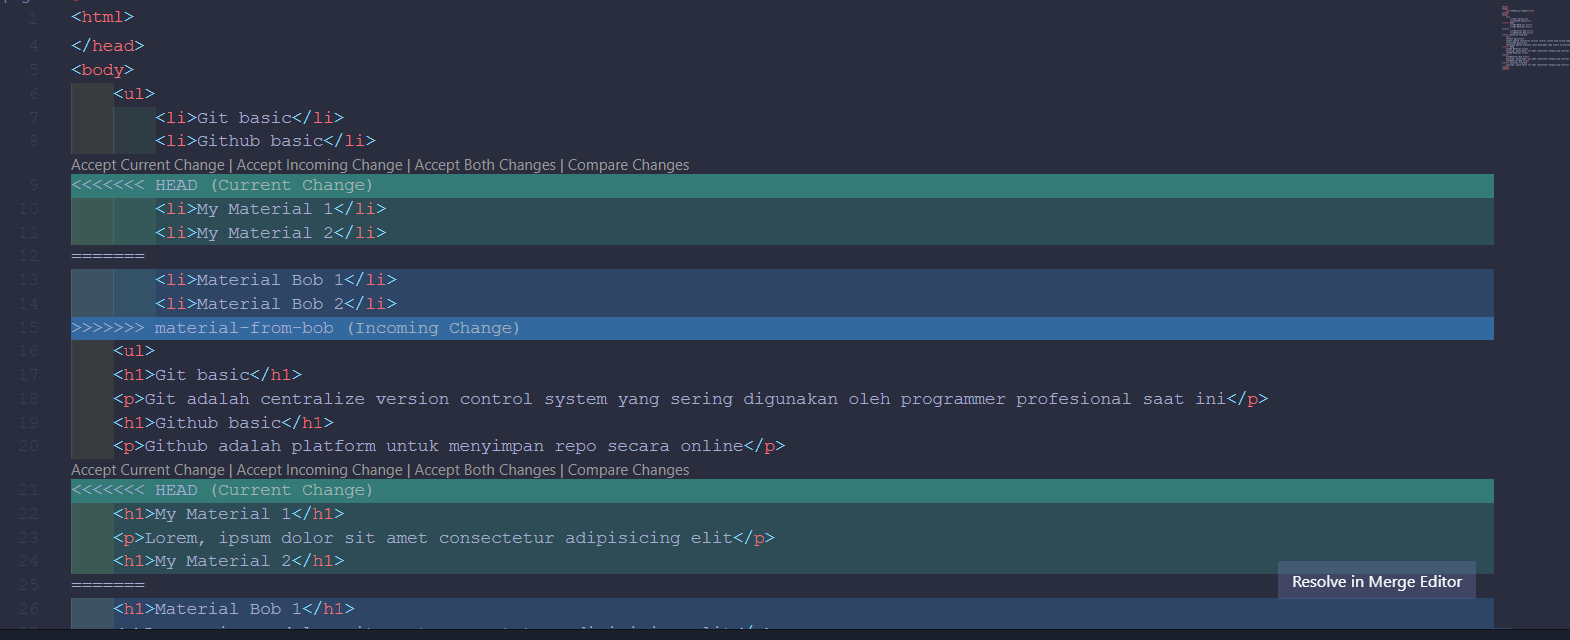 1 <html>
4 </head>
5 <body>
6 <ul>
7 <li>Git basic</li>
8 <li>Github basic</li>
Accept Current Change | Accept Incoming Change | Accept Both Changes | Compare Changes
9 <<<<<<< HEAD (Current Change)
10 <li>My Material 1</li>
11 <li>My Material 2</li>
12 =======
13 <li>Material Bob 1</li>
14 <li>Material Bob 2</li>
15 >>>>>>> material-from-bob (Incoming Change)
16 <ul>
17 <h1>Git basic</h1>
18 <p>Git adalah centralize version control system yang sering digunakan oleh programmer profesional saat ini</p>
19 <h1>Github basic</h1>
20 <p>Github adalah platform untuk menyimpan repo secara online</p>
Accept Current Change | Accept Incoming Change | Accept Both Changes | Compare Changes
21 <<<<<<< HEAD (Current Change)
22 <h1>My Material 1</h1>
23 <p>Lorem, ipsum dolor sit amet consectetur adipisicing elit</p>
24 <h1>My Material 2</h1>
25 =======
Resolve in Merge Editor
26 <h1>Material Bob 1</h1>